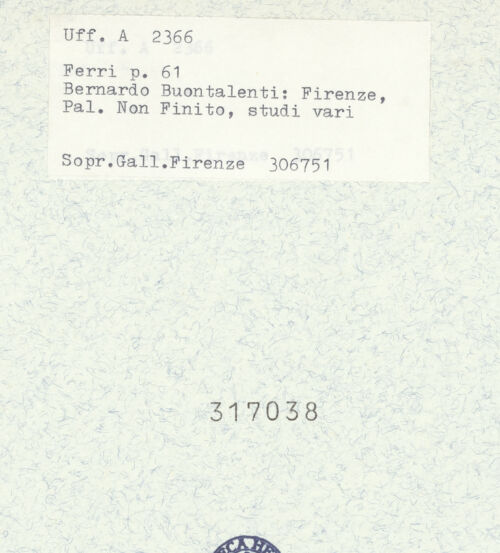 Uff. A 2366
Ferri p. 61
Bernardo Buontalenti: Firenze,
Pal. Non Finito, studi vari
Sopr.Gall.Firenze 306751
317038